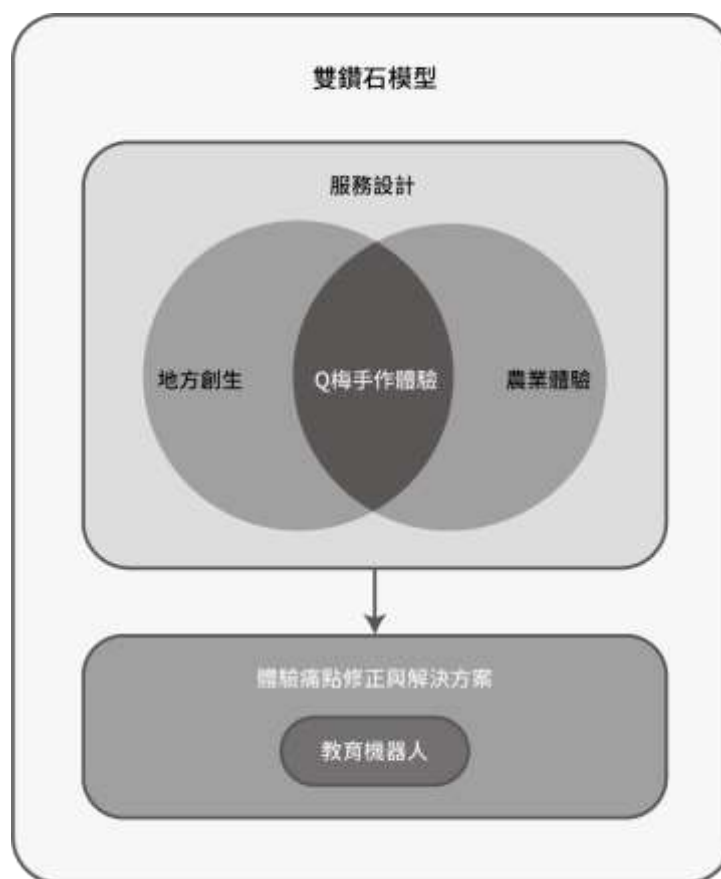 雙鑽石模型
服務設計
地方創生
Q梅手作體驗
農業體驗
體驗痛點修正與解決方案
教育機器人